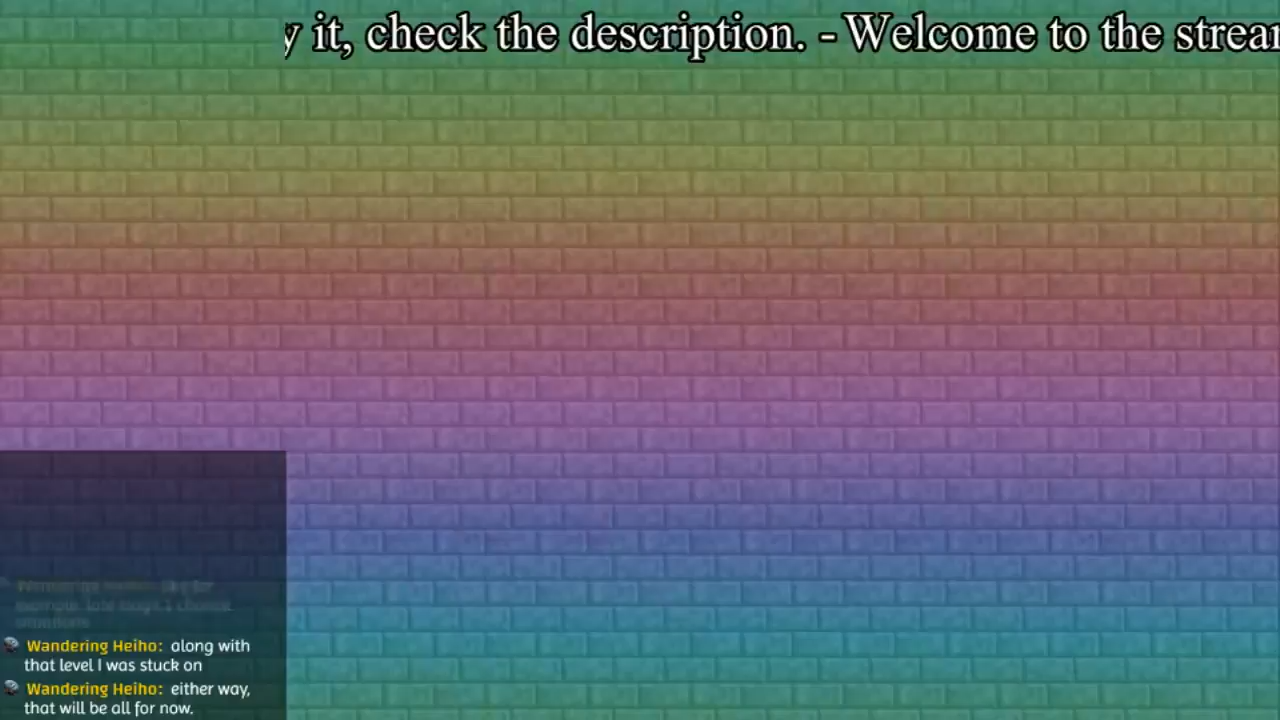 y it, check the description. - Welcome to the strea
Wandering Heiho: along with
that level I was stuck on
Wandering Heiho: either way,
that will be all for now.